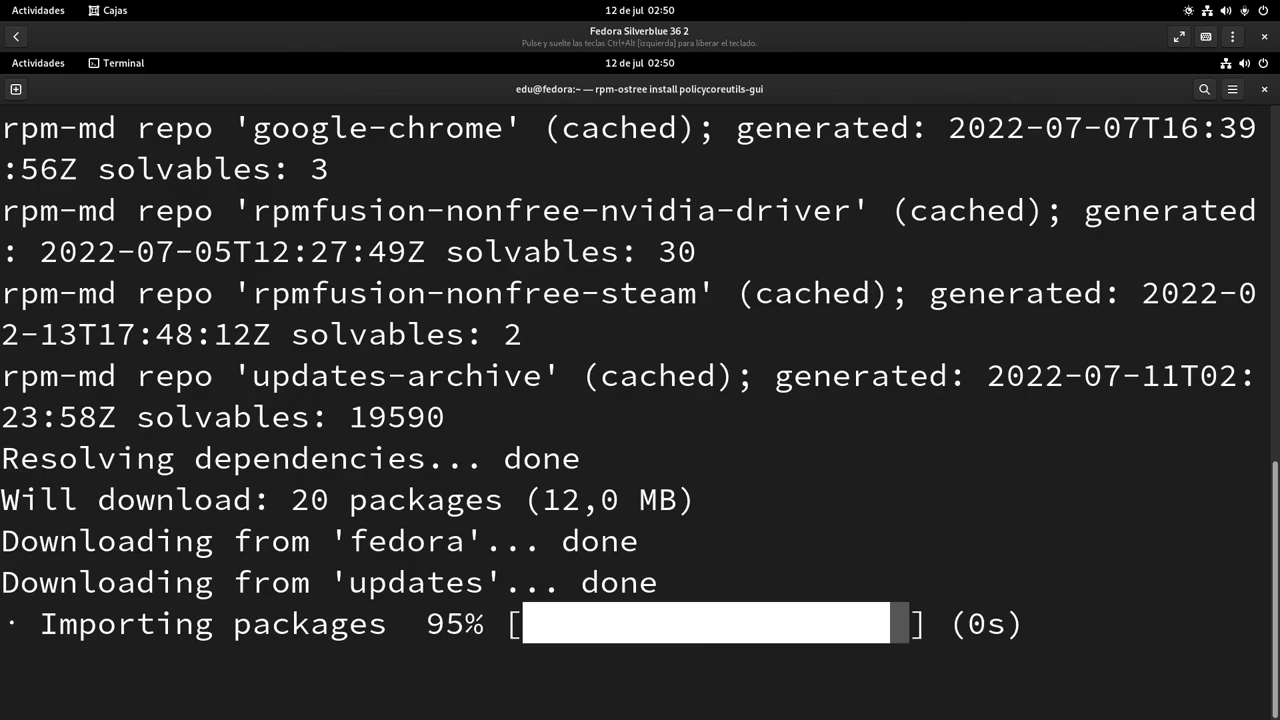 Actividades Cajas 12 de jul 02:50
Fedora Silverblue 36 2
Pulse y suelte las teclas Ctrl+Alt [izquierda] para liberar el teclado.
Actividades Terminal 12 de jul 02:50
edu@fedora:~ — rpm-ostree install policycoreutils-gui
rpm-md repo 'google-chrome' (cached); generated: 2022-07-07T16:39
:56Z solvables: 3
rpm-md repo 'rpmfusion-nonfree-nvidia-driver' (cached); generated
: 2022-07-05T12:27:49Z solvables: 30
rpm-md repo 'rpmfusion-nonfree-steam' (cached); generated: 2022-0
2-13T17:48:12Z solvables: 2
rpm-md repo 'updates-archive' (cached); generated: 2022-07-11T02:
23:58Z solvables: 19590
Resolving dependencies... done
Will download: 20 packages (12,0 MB)
Downloading from 'fedora'... done
Downloading from 'updates'... done
· Importing packages 95% [ ] (0s)